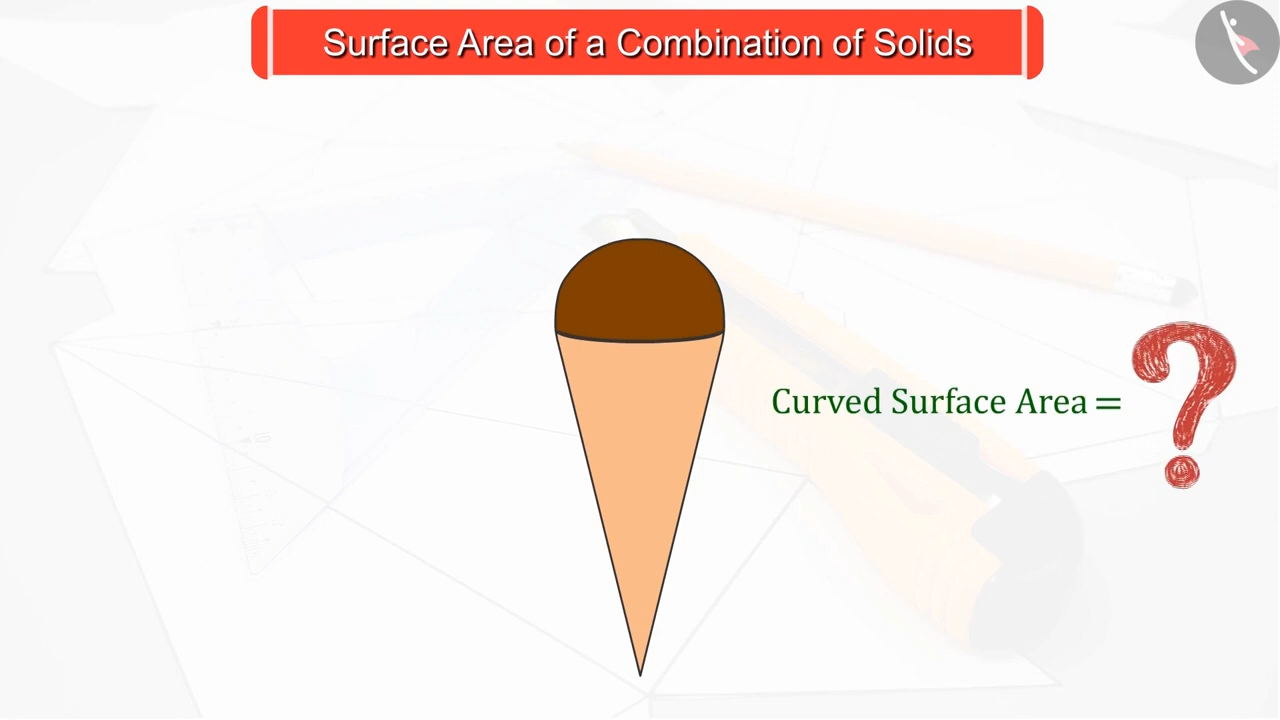 Surface Area of a Combination of Solids
Curved Surface Area = ?